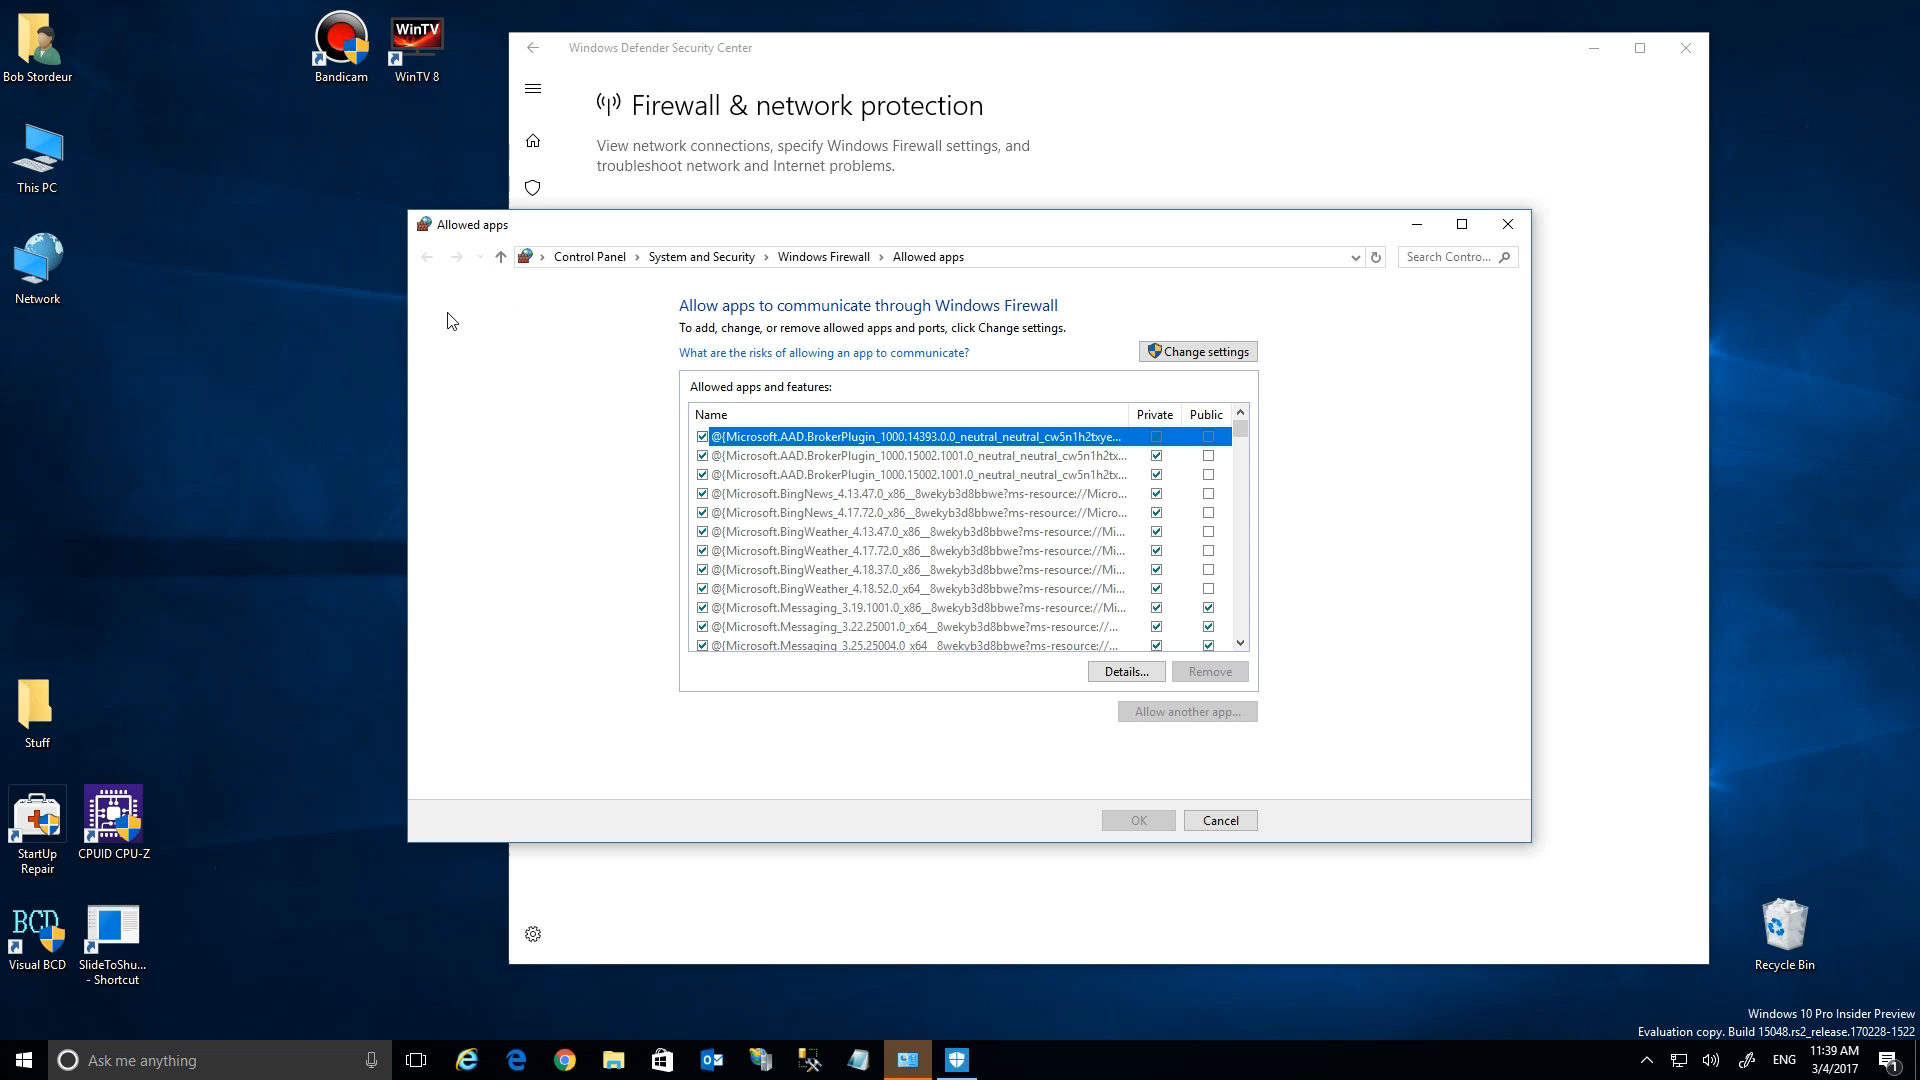 Bob Stordeur
Bandicam
WinTV
WinTV 8
This PC
Network
Stuff
StartUp
Repair
CPUID CPU-Z
BCD
Visual BCD
SlideToShu...
- Shortcut
Recycle Bin
Windows Defender Security Center
Firewall & network protection
View network connections, specify Windows Firewall settings, and
troubleshoot network and Internet problems.
Allowed apps
Control Panel
System and Security
Windows Firewall
Allowed apps
Search Contro...
Allow apps to communicate through Windows Firewall
To add, change, or remove allowed apps and ports, click Change settings.
What are the risks of allowing an app to communicate?
Change settings
Allowed apps and features:
Name Private Public
@{Microsoft.AAD.BrokerPlugin_1000.14393.0.0_neutral_neutral_cw5n1h2txye...
@{Microsoft.AAD.BrokerPlugin_1000.15002.1001.0_neutral_neutral_cw5n1h2tx...
@{Microsoft.AAD.BrokerPlugin_1000.15002.1001.0_neutral_neutral_cw5n1h2tx...
@{Microsoft.BingNews_4.13.47.0_x86__8wekyb3d8bbwe?ms-resource://Micro...
@{Microsoft.BingNews_4.17.72.0_x86__8wekyb3d8bbwe?ms-resource://Micro...
@{Microsoft.BingWeather_4.13.47.0_x86__8wekyb3d8bbwe?ms-resource://Mi...
@{Microsoft.BingWeather_4.17.72.0_x86__8wekyb3d8bbwe?ms-resource://Mi...
@{Microsoft.BingWeather_4.18.37.0_x86__8wekyb3d8bbwe?ms-resource://Mi...
@{Microsoft.BingWeather_4.18.52.0_x64__8wekyb3d8bbwe?ms-resource://Mi...
@{Microsoft.Messaging_3.19.1001.0_x86__8wekyb3d8bbwe?ms-resource://Mi...
@{Microsoft.Messaging_3.22.25001.0_x64__8wekyb3d8bbwe?ms-resource://...
@{Microsoft.Messaging_3.25.25004.0_x64__8wekyb3d8bbwe?ms-resource://...
Details...
Remove
Allow another app...
OK
Cancel
Windows 10 Pro Insider Preview
Evaluation copy. Build 15048.rs2_release.170228-1522
Ask me anything
ENG
11:39 AM
3/4/2017
1